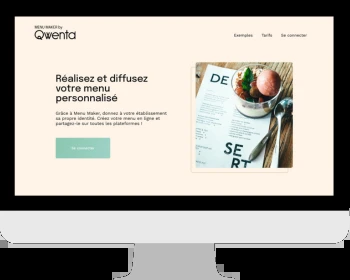 MENU MAKER by
Qwenta
Exemples Tarifs Se connecter
Réalisez et diffusez
votre menu
personnalisé
Grâce à Menu Maker, donnez à votre établissement
sa propre identité. Créez votre menu en ligne et
partagez-le sur toutes les plateformes !
Se connecter
DE
SE
RT